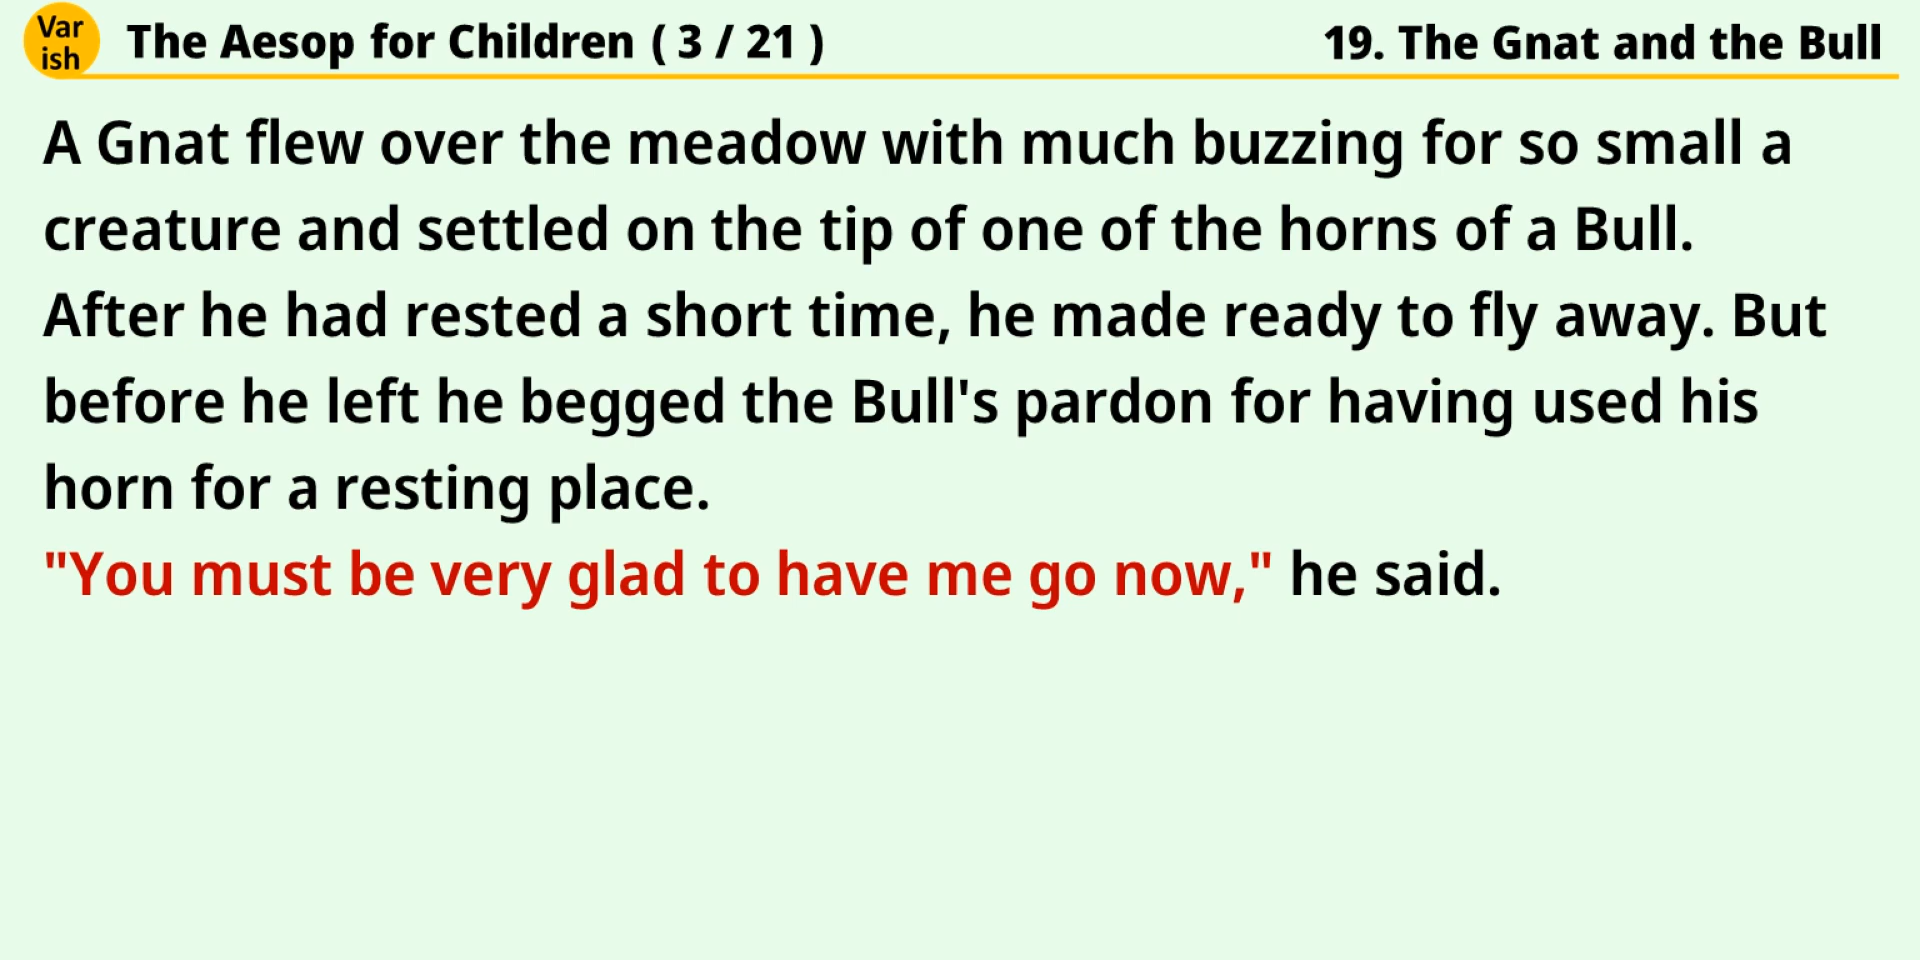 Var
ish
The Aesop for Children ( 3 / 21 )
19. The Gnat and the Bull
A Gnat flew over the meadow with much buzzing for so small a
creature and settled on the tip of one of the horns of a Bull.
After he had rested a short time, he made ready to fly away. But
before he left he begged the Bull's pardon for having used his
horn for a resting place.
"You must be very glad to have me go now," he said.